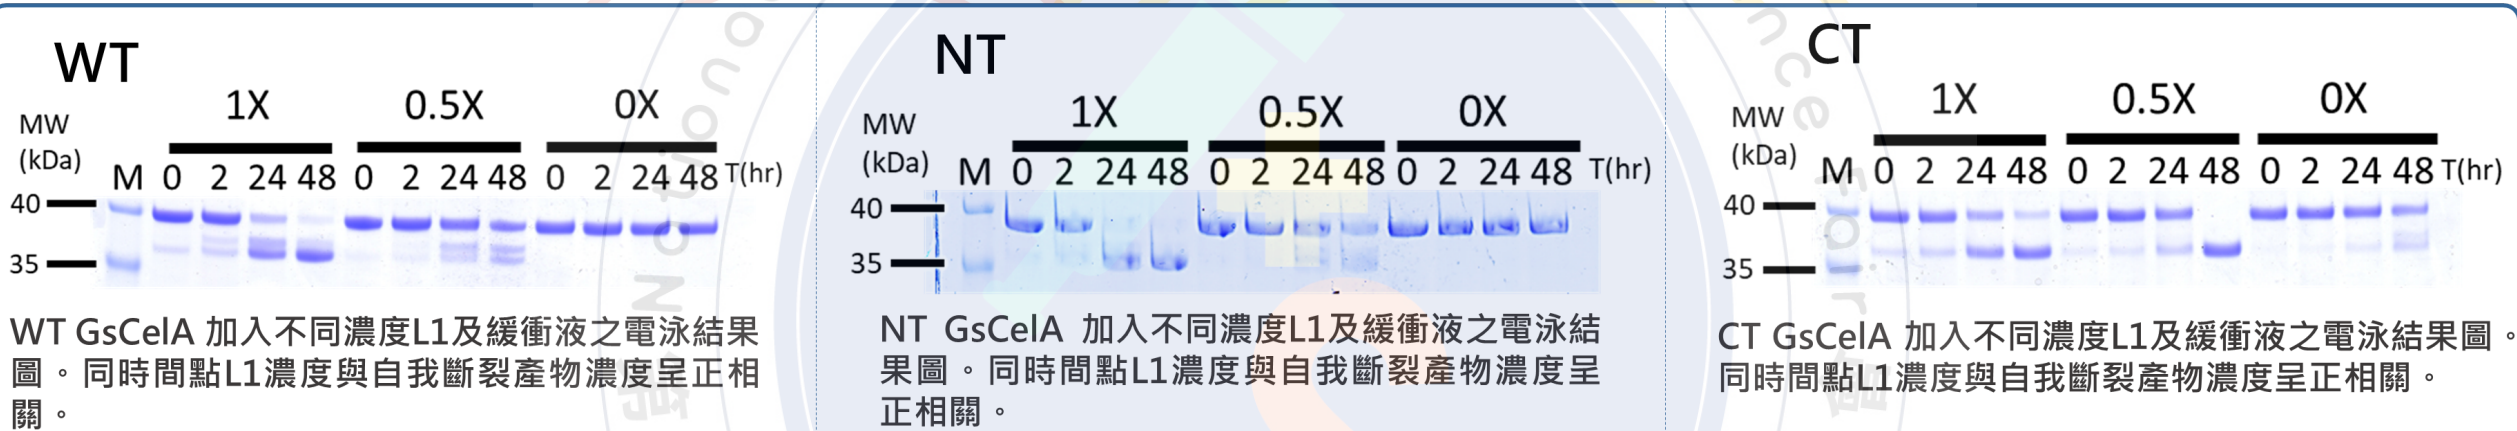 WT
1X 0.5X 0X
MW
(kDa)
M 0 2 24 48 0 2 24 48 0 2 24 48 T(hr)
40
35
WT GsCelA 加入不同濃度L1及緩衝液之電泳結果
圖。同時間點L1濃度與自我斷裂產物濃度呈正相
關。
NT
1X 0.5X 0X
MW
(kDa)
M 0 2 24 48 0 2 24 48 0 2 24 48 T(hr)
40
35
NT GsCelA 加入不同濃度L1及緩衝液之電泳結
果圖。同時間點L1濃度與自我斷裂產物濃度呈
正相關。
CT
1X 0.5X 0X
MW
(kDa)
M 0 2 24 48 0 2 24 48 0 2 24 48 T(hr)
40
35
CT GsCelA 加入不同濃度L1及緩衝液之電泳結果圖。
同時間點L1濃度與自我斷裂產物濃度呈正相關。